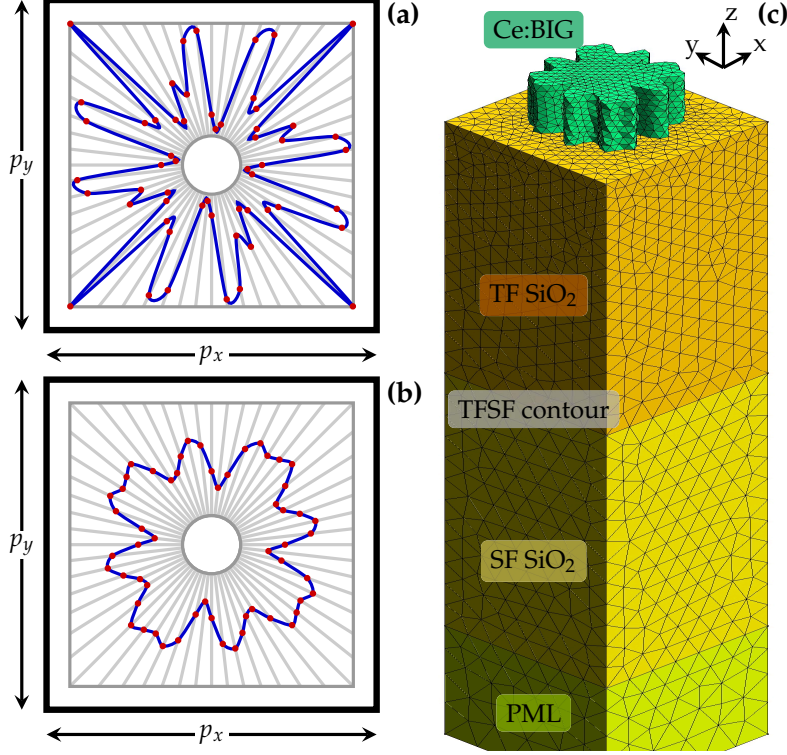 (a)
p_y
p_x
(b)
p_y
p_x
(c)
Ce:BIG
z
y
x
TF SiO₂
TFSF contour
SF SiO₂
PML